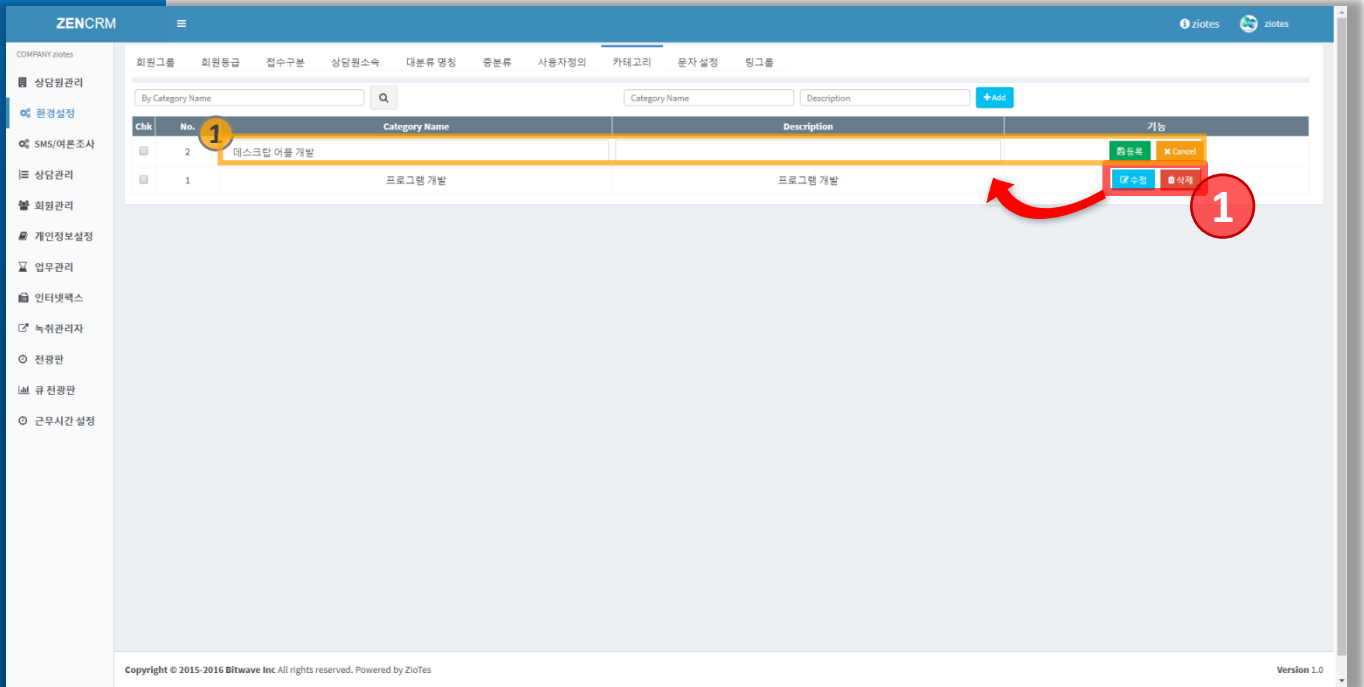 ZENCRM
ziotes
ziotes
COMPANY ziotes
상담원관리
환경설정
SMS/여론조사
상담관리
회원관리
개인정보설정
업무관리
인터넷팩스
녹취관리자
전광판
큐 전광판
근무시간 설정
회원그룹 회원등급 접수구분 상담원소속 대분류 명칭 중분류 사용자정의 카테고리 문자 설정 링그룹
By Category Name Category Name Description +Add
Chk No. Category Name Description 기능
1
2 데스크탑 어플 개발 등록 Cancel
1 프로그램 개발 프로그램 개발 수정 삭제
1
Copyright © 2015-2016 Bitwave Inc All rights reserved. Powered by ZioTes
Version 1.0